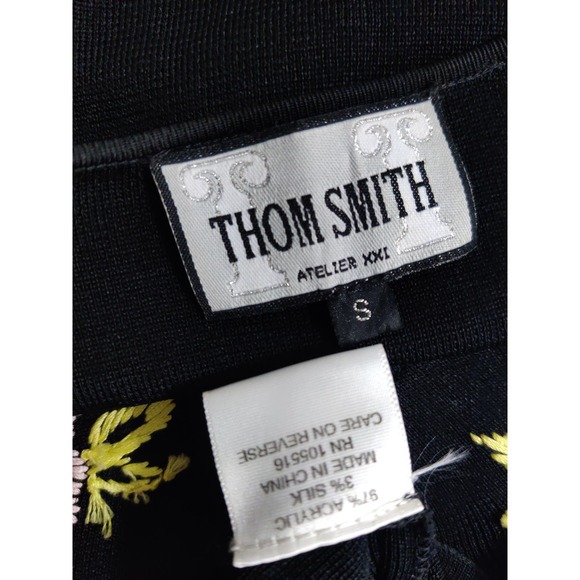 THOM SMITH
ATELIER XXI
S
97% ACRYLIC
3% SILK
MADE IN CHINA
RN 105516
CARE ON REVERSE